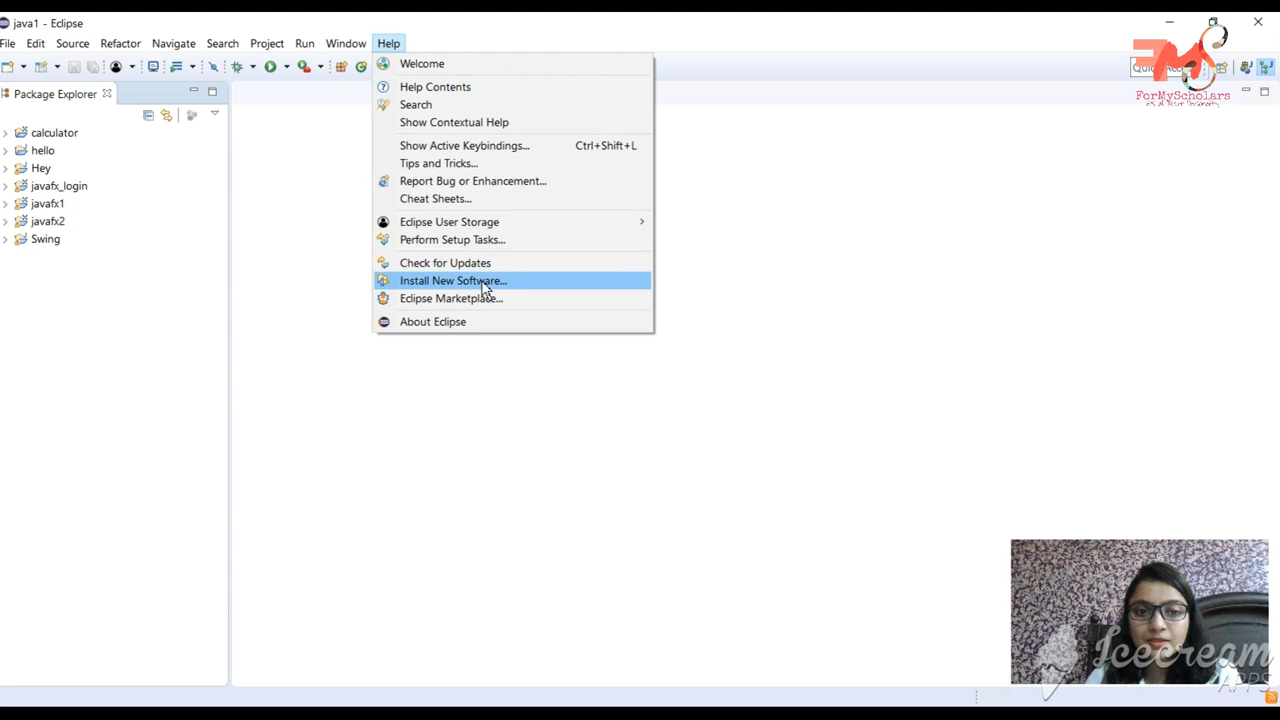 java1 - Eclipse
File Edit Source Refactor Navigate Search Project Run Window Help
FMS
ForMyScholars
Package Explorer
calculator
hello
Hey
javafx_login
javafx1
javafx2
Swing
Welcome
Help Contents
Search
Show Contextual Help
Show Active Keybindings... Ctrl+Shift+L
Tips and Tricks...
Report Bug or Enhancement...
Cheat Sheets...
Eclipse User Storage
Perform Setup Tasks...
Check for Updates
Install New Software...
Eclipse Marketplace...
About Eclipse
Icecream
APPS